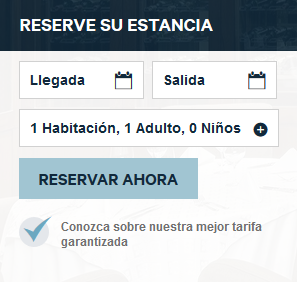 RESERVE SU ESTANCIA
Llegada
Salida
1 Habitación, 1 Adulto, 0 Niños
RESERVAR AHORA
Conozca sobre nuestra mejor tarifa
garantizada